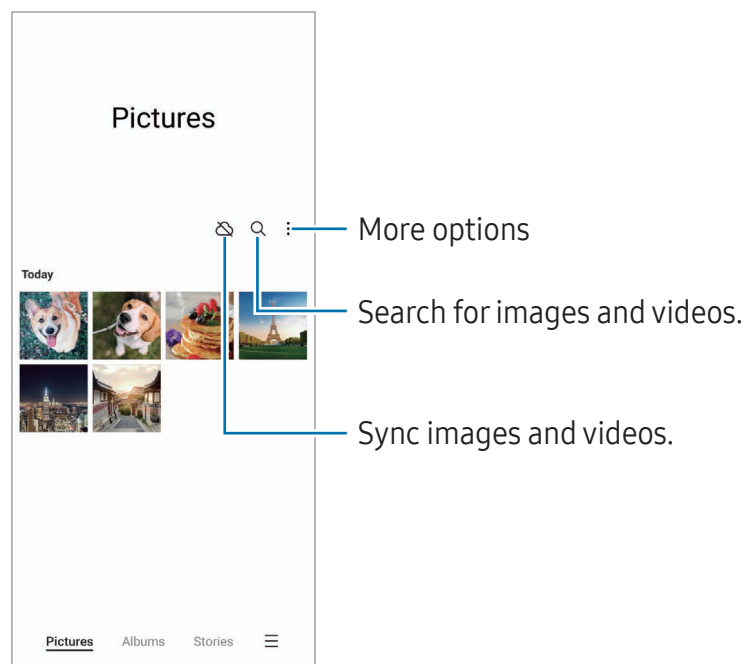 Pictures
More options
Today
Search for images and videos.
Sync images and videos.
Pictures Albums Stories